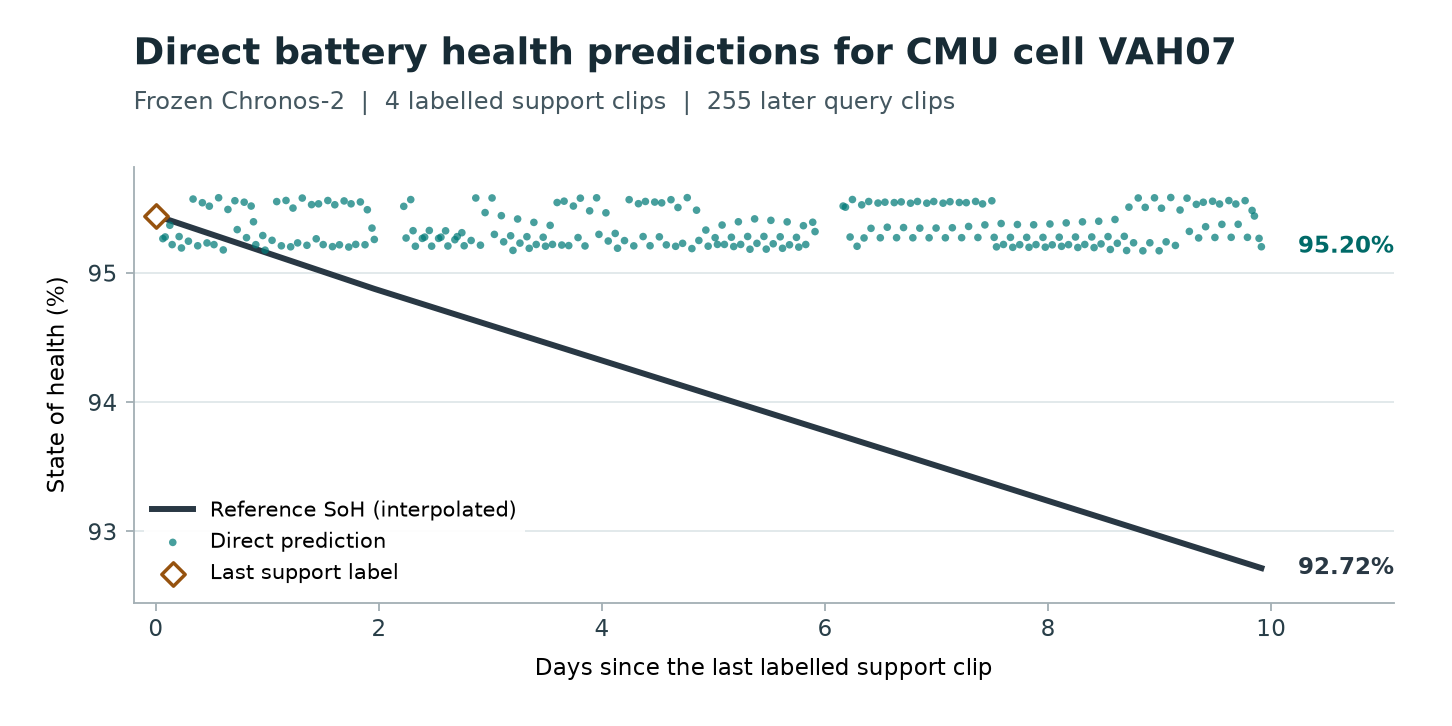 Direct battery health predictions for CMU cell VAH07
Frozen Chronos-2 | 4 labelled support clips | 255 later query clips
State of health (%)
95
94
93
95.20%
92.72%
Reference SoH (interpolated)
Direct prediction
Last support label
0 2 4 6 8 10
Days since the last labelled support clip